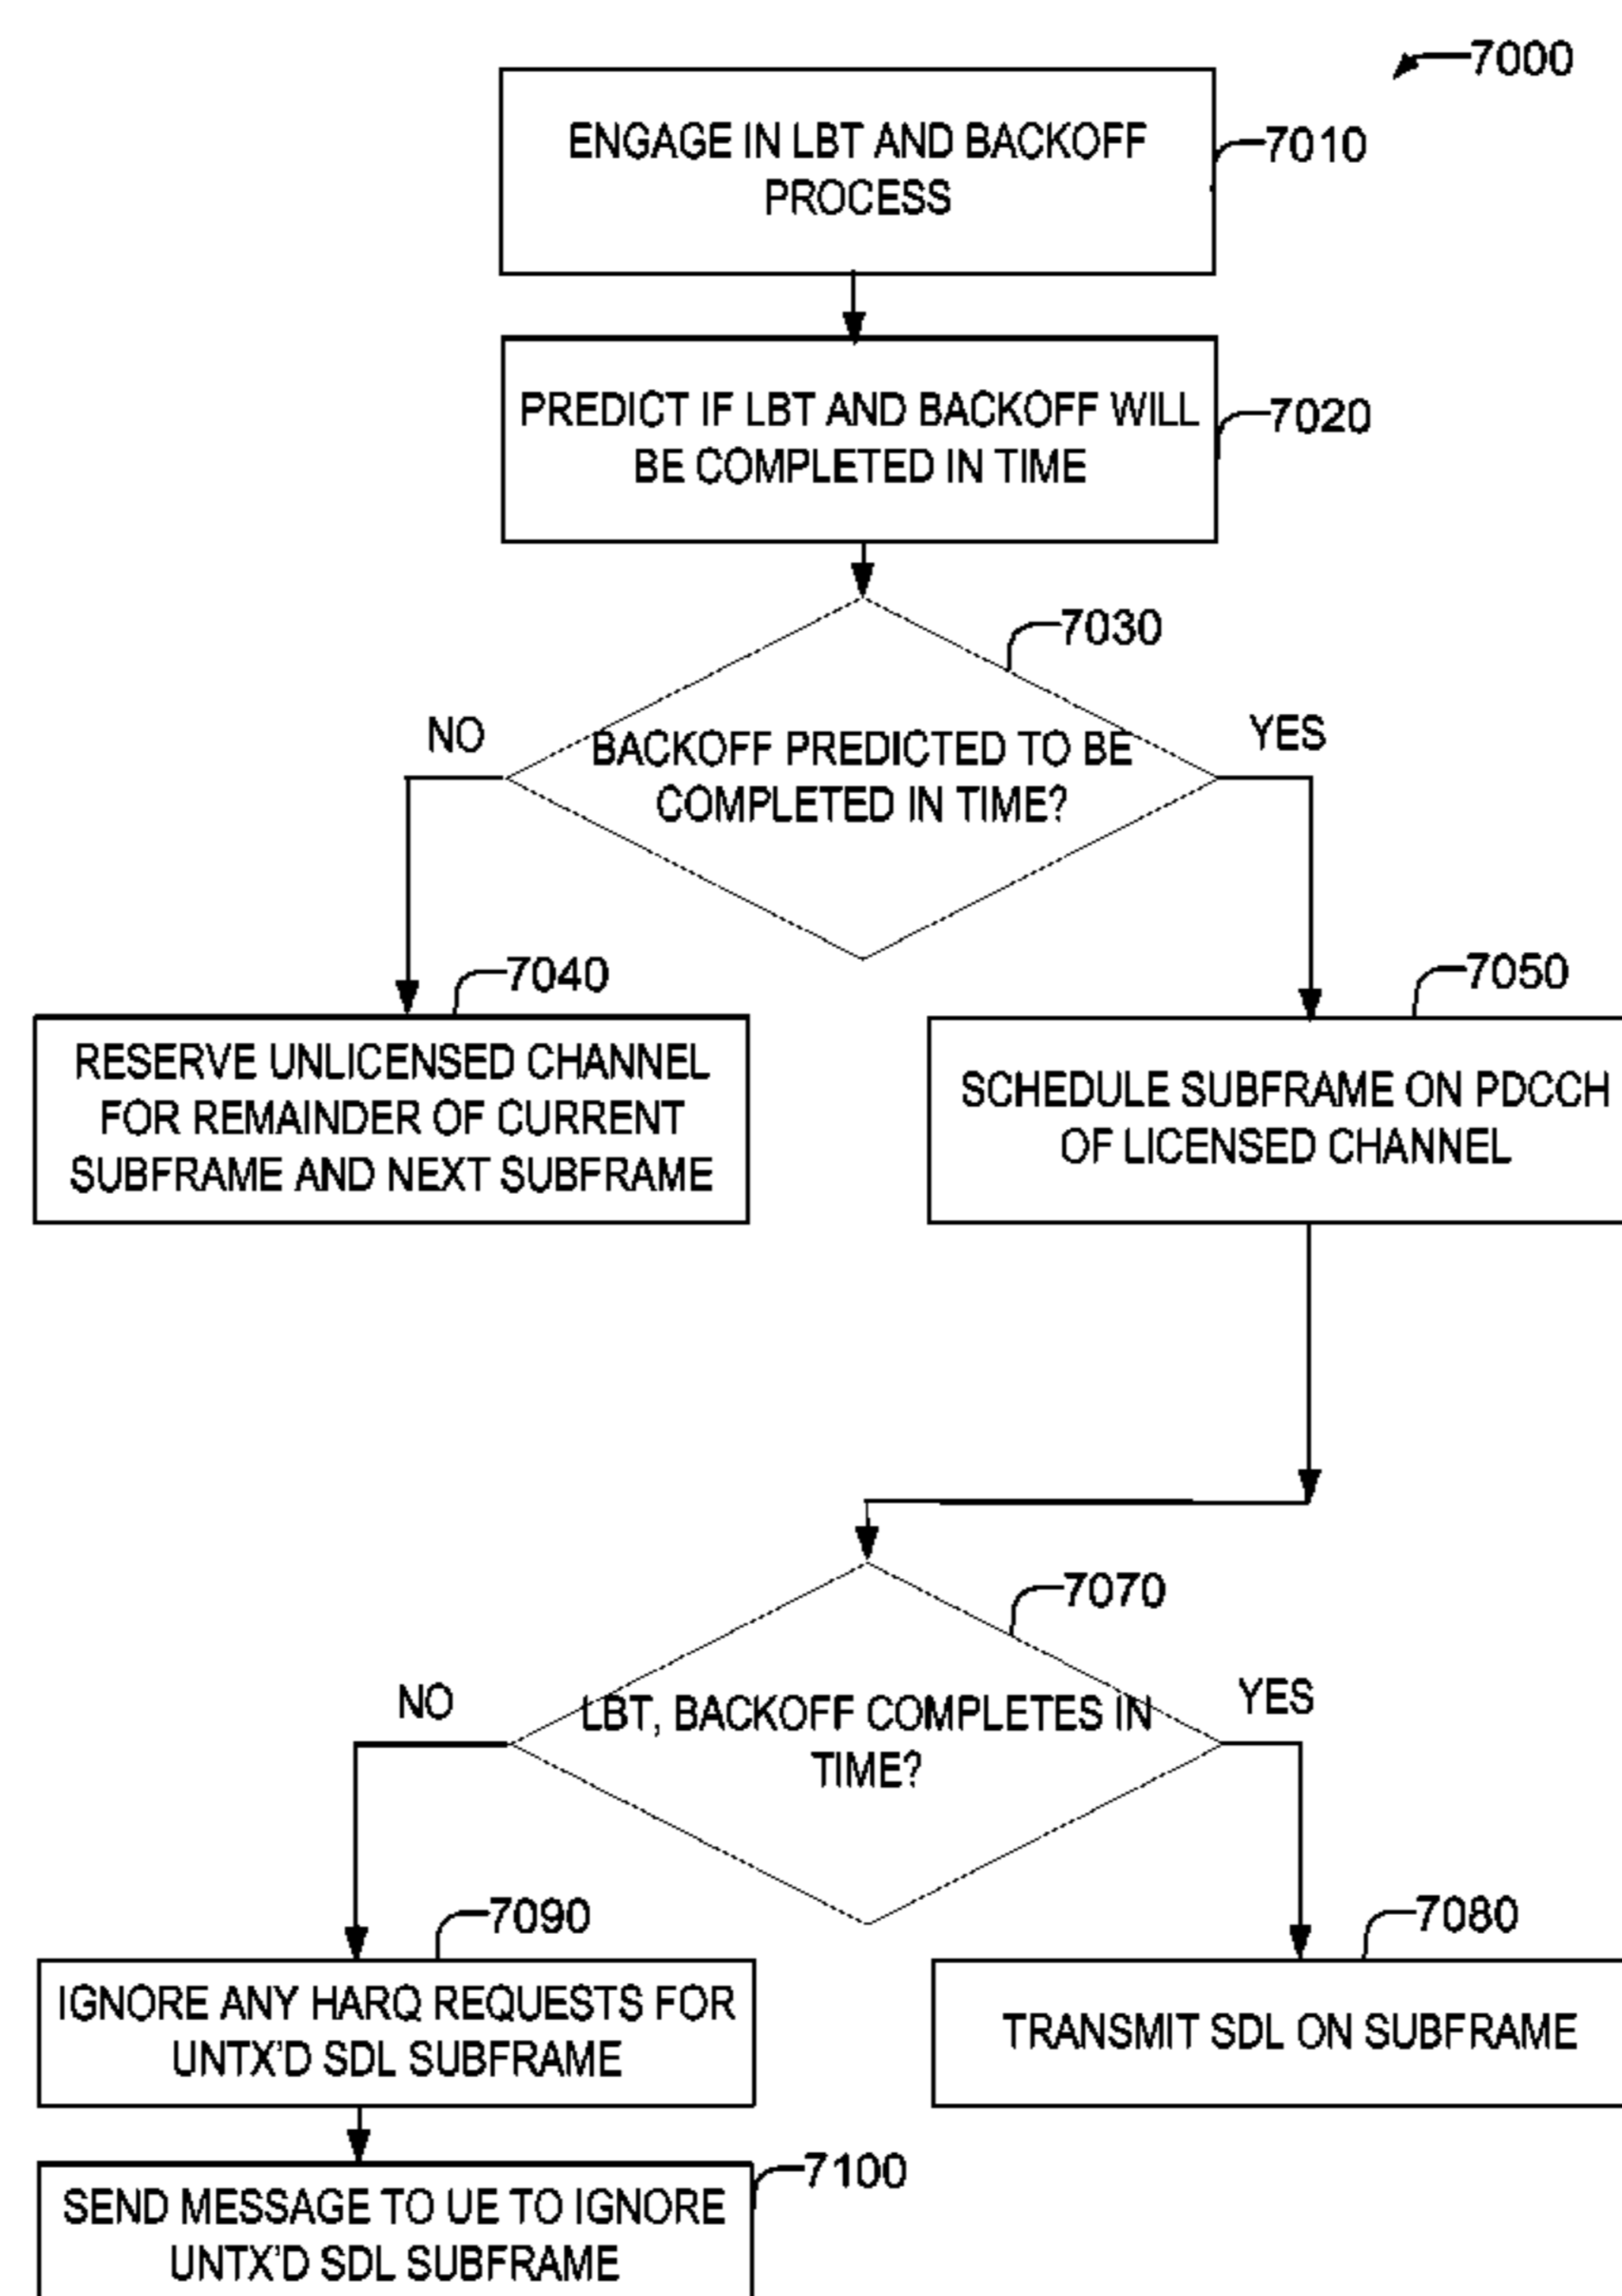 7000
ENGAGE IN LBT AND BACKOFF
PROCESS
7010
PREDICT IF LBT AND BACKOFF WILL
BE COMPLETED IN TIME
7020
7030
NO
BACKOFF PREDICTED TO BE
COMPLETED IN TIME?
YES
7040
RESERVE UNLICENSED CHANNEL
FOR REMAINDER OF CURRENT
SUBFRAME AND NEXT SUBFRAME
7050
SCHEDULE SUBFRAME ON PDCCH
OF LICENSED CHANNEL
7070
NO
LBT, BACKOFF COMPLETES IN
TIME?
YES
7090
IGNORE ANY HARQ REQUESTS FOR
UNTX'D SDL SUBFRAME
7080
TRANSMIT SDL ON SUBFRAME
7100
SEND MESSAGE TO UE TO IGNORE
UNTX'D SDL SUBFRAME